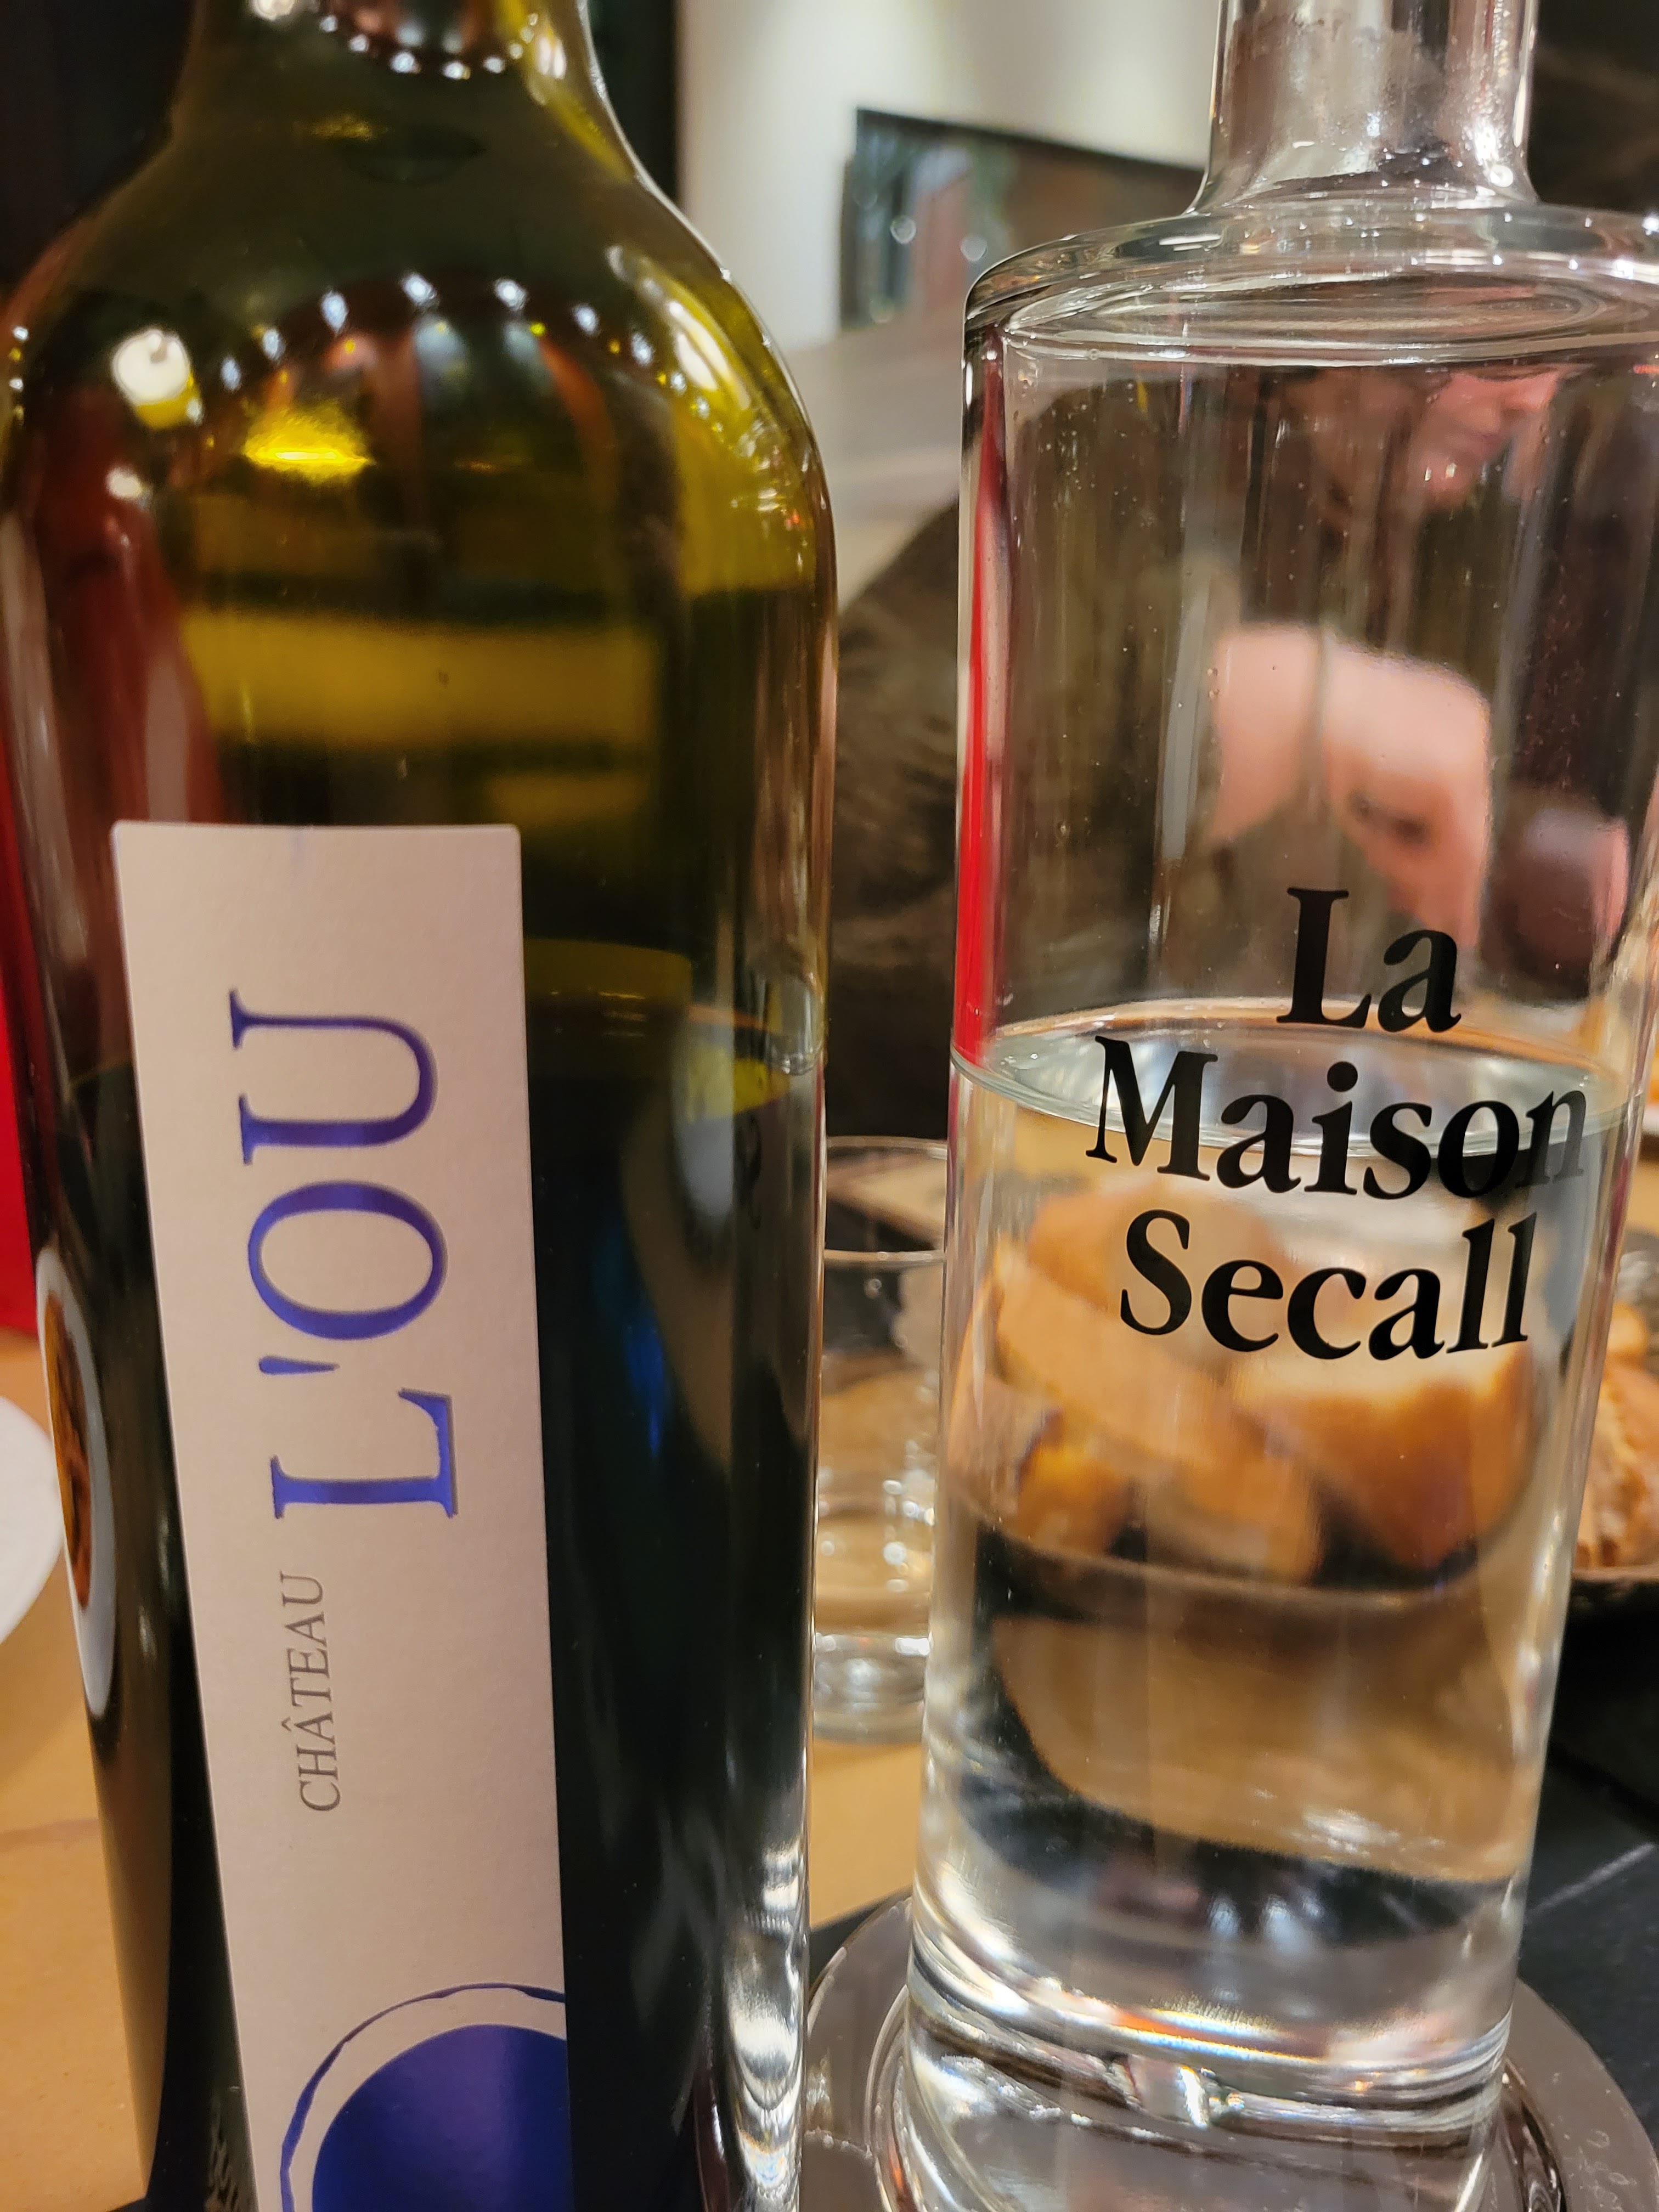 CHÂTEAU L'OU
La
Maison
Secall